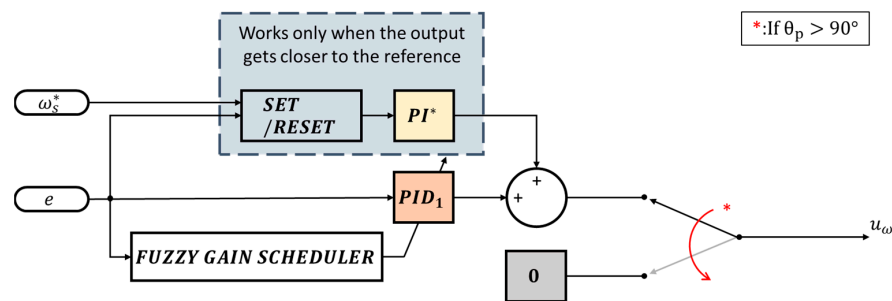 Works only when the output
gets closer to the reference
*:If θₚ > 90°
ωₛ*
SET
/RESET
PI*
e
PID₁
+
+
*
u_ω
FUZZY GAIN SCHEDULER
0